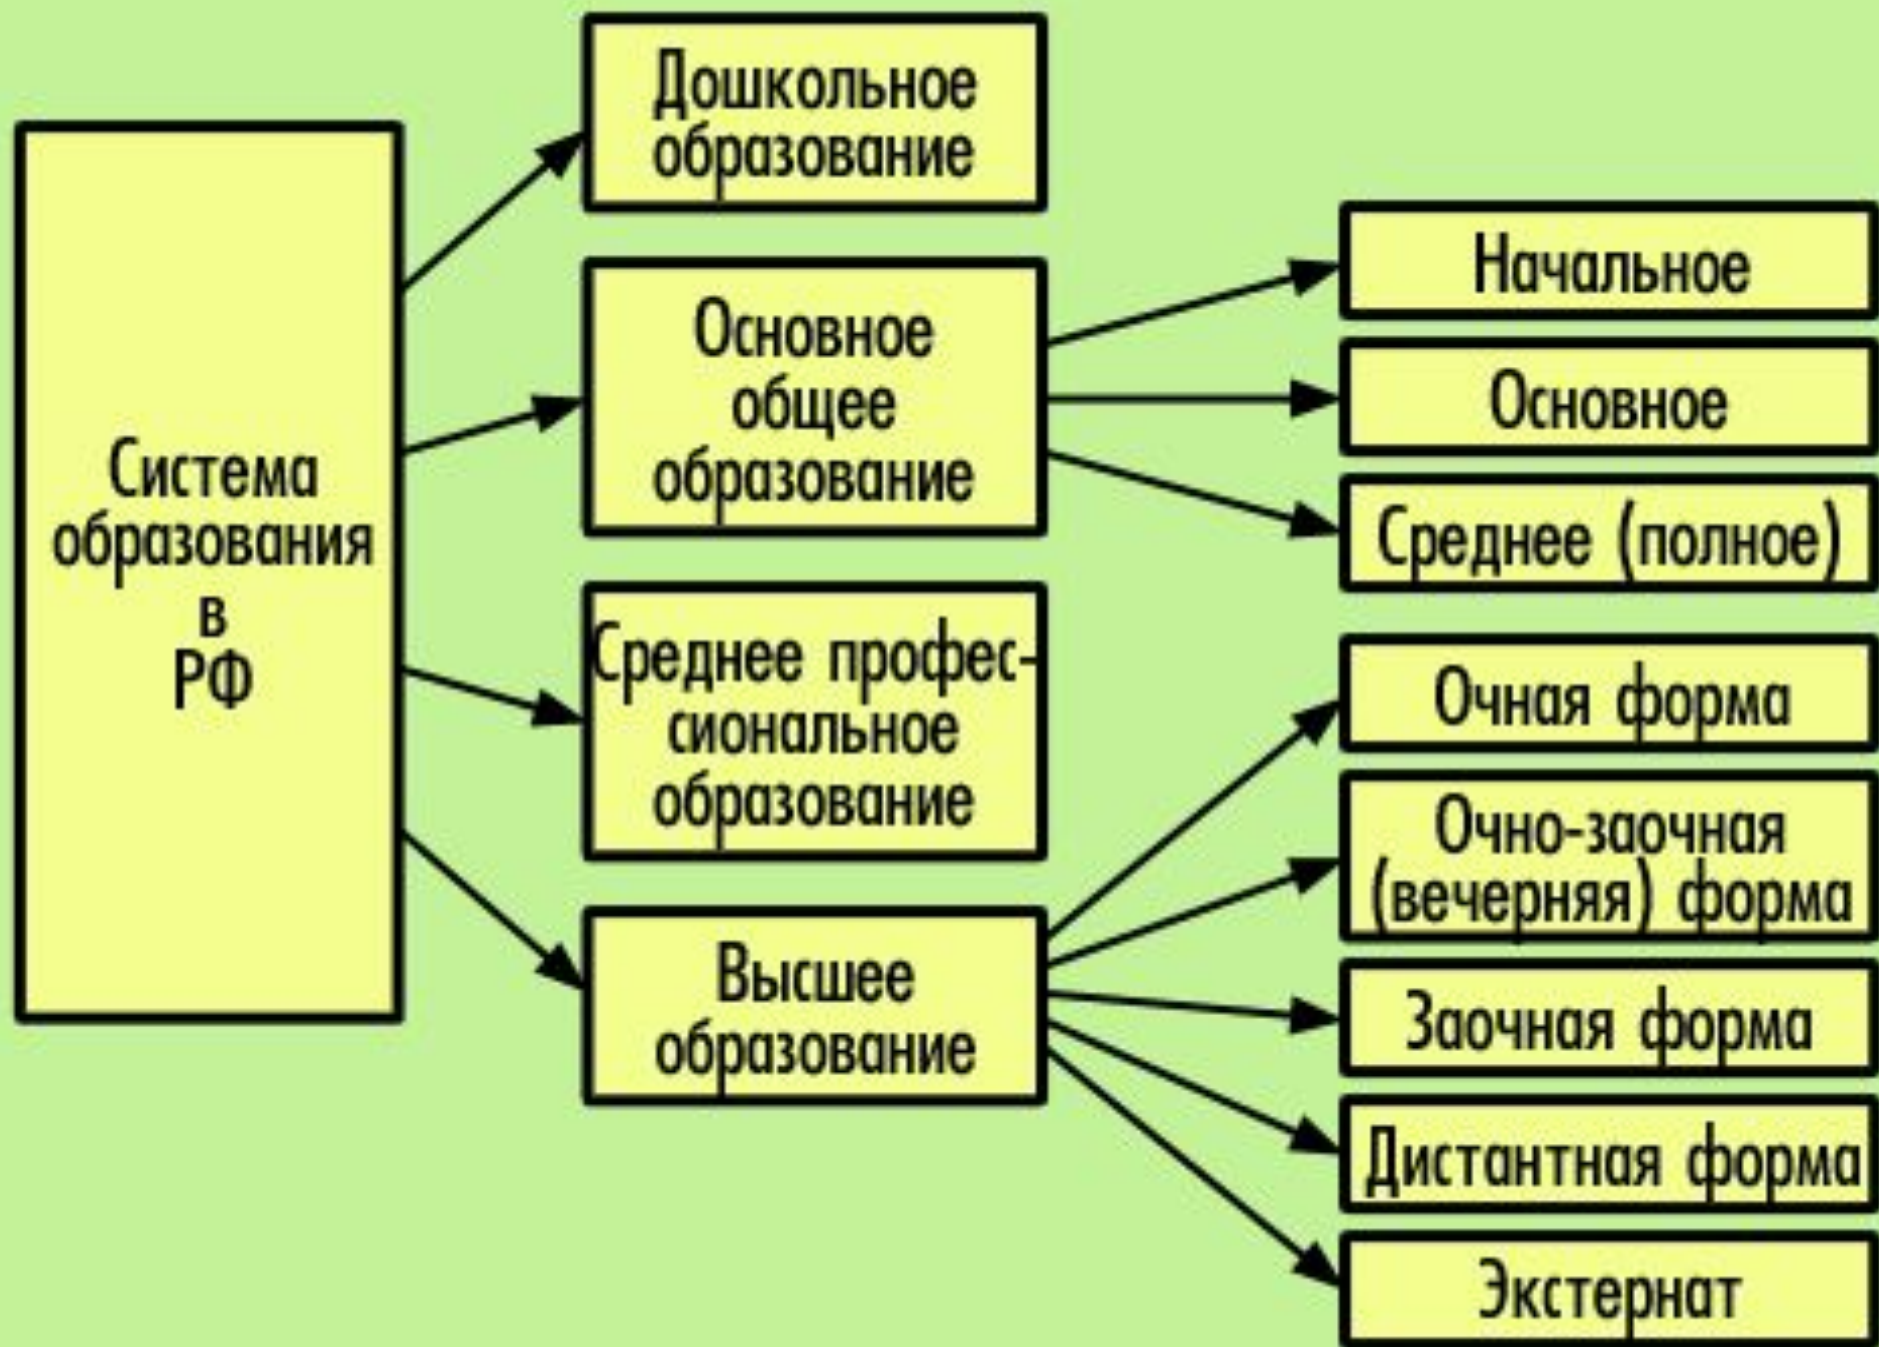 Система
образования
в
РФ
Дошкольное
образование
Основное
общее
образование
Среднее профес-
сиональное
образование
Высшее
образование
Начальное
Основное
Среднее (полное)
Очная форма
Очно-заочная
(вечерняя) форма
Заочная форма
Дистантная форма
Экстернат